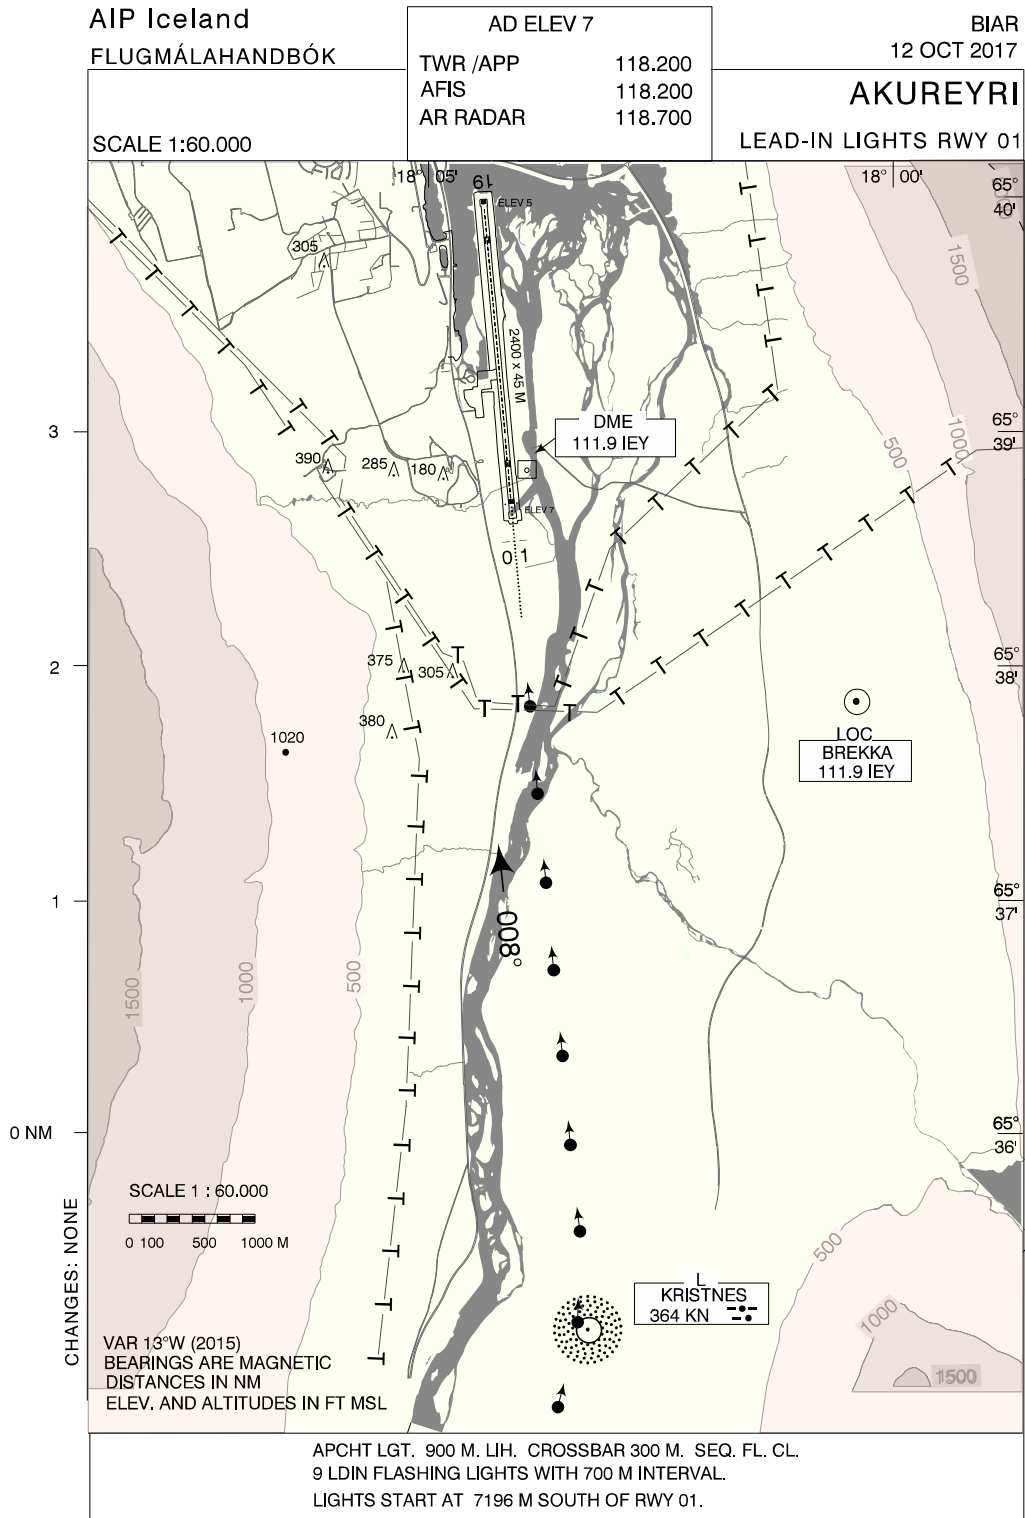 AIP Iceland
FLUGMÁLAHANDBÓK
SCALE 1:60.000
AD ELEV 7
TWR /APP 118.200
AFIS 118.200
AR RADAR 118.700
BIAR
12 OCT 2017
AKUREYRI
LEAD-IN LIGHTS RWY 01
18° 05'
18° 00'
65°
40'
19
ELEV 5
305
1500
2400 x 45 M
DME
111.9 IEY
3
65°
39'
1000
500
390
285
180
ELEV 7
01
2
65°
38'
375
305
380
1020
LOC
BREKKA
111.9 IEY
1
65°
37'
008°
1500
1000
500
0 NM
65°
36'
SCALE 1 : 60.000
0 100 500 1000 M
500
L
KRISTNES
364 KN
1000
1500
CHANGES: NONE
VAR 13°W (2015)
BEARINGS ARE MAGNETIC
DISTANCES IN NM
ELEV. AND ALTITUDES IN FT MSL
APCHT LGT. 900 M. LIH. CROSSBAR 300 M. SEQ. FL. CL.
9 LDIN FLASHING LIGHTS WITH 700 M INTERVAL.
LIGHTS START AT 7196 M SOUTH OF RWY 01.